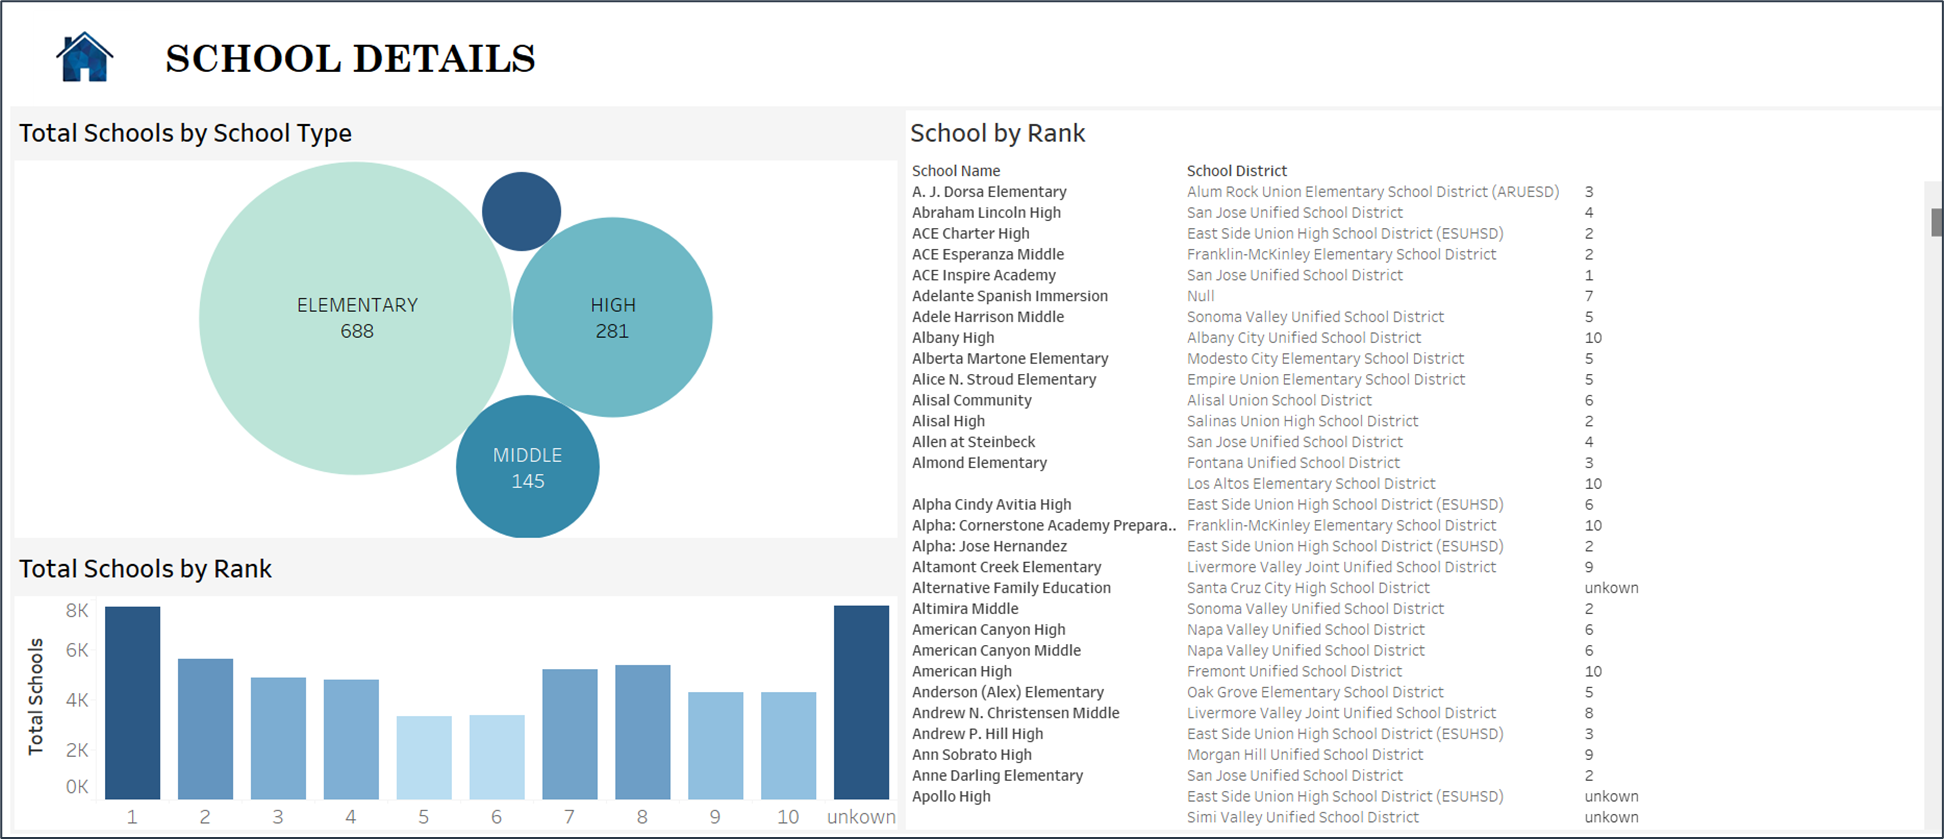 SCHOOL DETAILS
Total Schools by School Type
ELEMENTARY
688
HIGH
281
MIDDLE
145
Total Schools by Rank
Total Schools
8K
6K
4K
2K
0K
1 2 3 4 5 6 7 8 9 10 unkown
School by Rank
School Name School District
A. J. Dorsa Elementary Alum Rock Union Elementary School District (ARUESD) 3
Abraham Lincoln High San Jose Unified School District 4
ACE Charter High East Side Union High School District (ESUHSD) 2
ACE Esperanza Middle Franklin-McKinley Elementary School District 2
ACE Inspire Academy San Jose Unified School District 1
Adelante Spanish Immersion Null 7
Adele Harrison Middle Sonoma Valley Unified School District 5
Albany High Albany City Unified School District 10
Alberta Martone Elementary Modesto City Elementary School District 5
Alice N. Stroud Elementary Empire Union Elementary School District 5
Alisal Community Alisal Union School District 6
Alisal High Salinas Union High School District 2
Allen at Steinbeck San Jose Unified School District 4
Almond Elementary Fontana Unified School District 3
Los Altos Elementary School District 10
Alpha Cindy Avitia High East Side Union High School District (ESUHSD) 6
Alpha: Cornerstone Academy Prepara.. Franklin-McKinley Elementary School District 10
Alpha: Jose Hernandez East Side Union High School District (ESUHSD) 2
Altamont Creek Elementary Livermore Valley Joint Unified School District 9
Alternative Family Education Santa Cruz City High School District unkown
Altimira Middle Sonoma Valley Unified School District 2
American Canyon High Napa Valley Unified School District 6
American Canyon Middle Napa Valley Unified School District 6
American High Fremont Unified School District 10
Anderson (Alex) Elementary Oak Grove Elementary School District 5
Andrew N. Christensen Middle Livermore Valley Joint Unified School District 8
Andrew P. Hill High East Side Union High School District (ESUHSD) 3
Ann Sobrato High Morgan Hill Unified School District 9
Anne Darling Elementary San Jose Unified School District 2
Apollo High East Side Union High School District (ESUHSD) unkown
Simi Valley Unified School District unkown